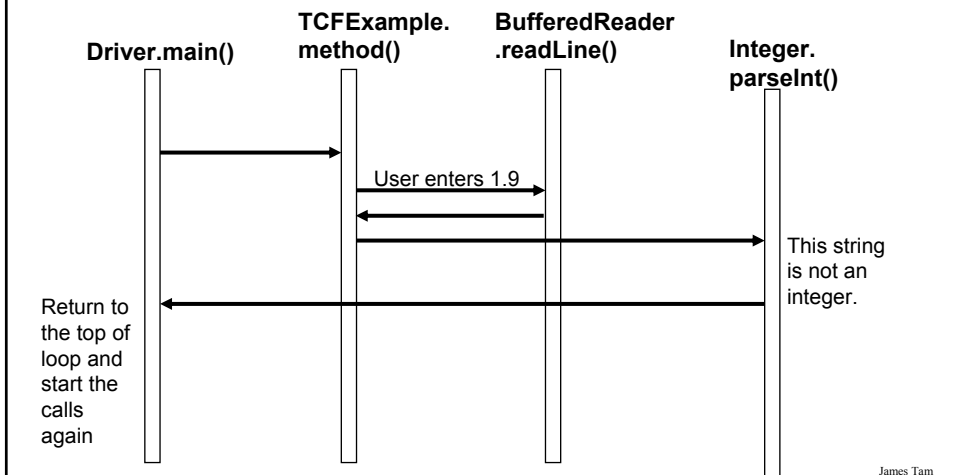 Driver.main()
TCFExample.
method()
BufferedReader
.readLine()
Integer.
parseInt()
User enters 1.9
This string
is not an
integer.
Return to
the top of
loop and
start the
calls
again
James Tam